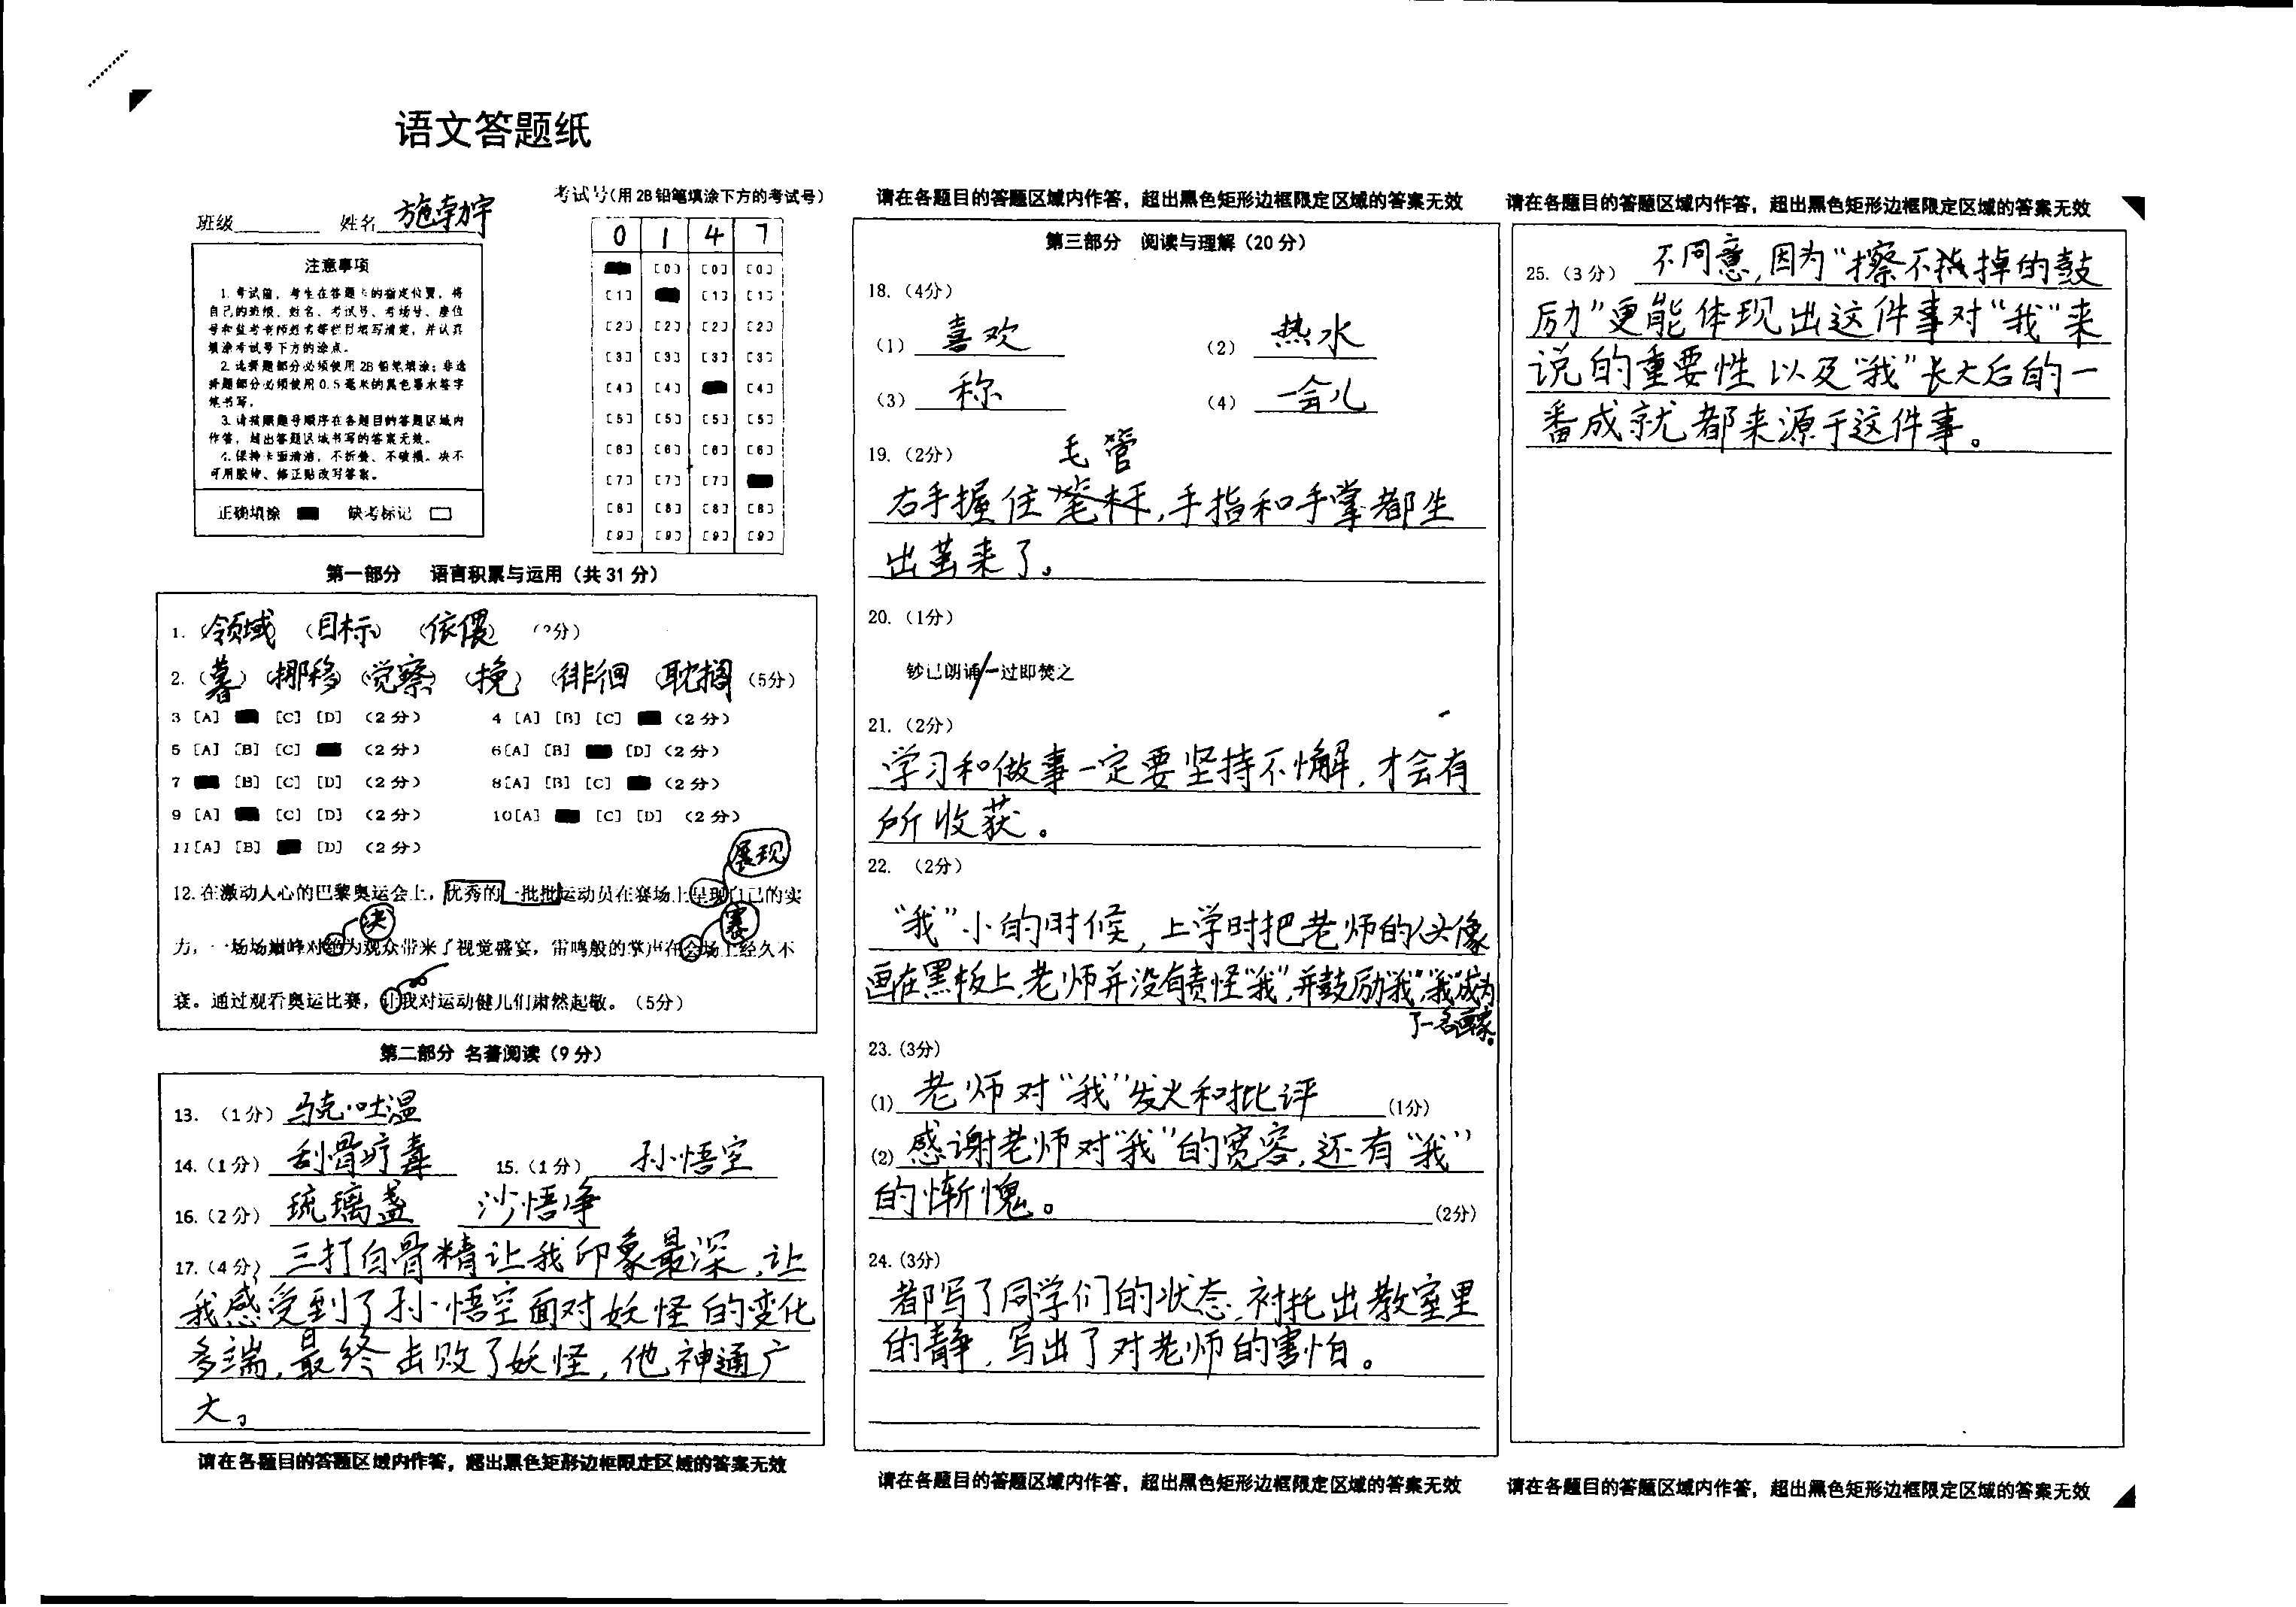 语文答题纸
班级 姓名 施
考试号(用2B铅笔填涂下方的考试号)
0 1 4 7
[0] [0] [0]
[1] [1] [1]
[2] [2] [2] [2]
[3] [3] [3] [3]
[4] [4] [4]
[5] [5] [5] [5]
[6] [6] [6] [6]
[7] [7] [7]
[8] [8] [8] [8]
[9] [9] [9] [9]
注意事项
1. 考试前,考生在答题卡的指定位置,将
自己的班级、姓名、考试号、考场号、座位
号和监考老师姓名等栏目填写清楚,并认真
填涂考试号下方的涂点。
2. 选择题部分必须使用2B铅笔填涂;非选
择题部分必须使用0.5毫米的黑色墨水签字
笔书写。
3. 请按照题号顺序在各题目的答题区域内
作答,超出答题区域书写的答案无效。
4. 保持卡面清洁,不折叠、不破损。决不
可用胶带、修正贴改写答案。
正确填涂 缺考标记
第一部分 语言积累与运用(共31分)
1. (领域) (目标) (依偎) (分)
2. (暮) (挪移) (觉察) (挽) (徘徊) (耽搁) (5分)
3 [A] [C] [D] (2分) 4 [A] [B] [C] (2分)
5 [A] [B] [C] (2分) 6[A] [B] [D] (2分)
7 [B] [C] [D] (2分) 8[A] [B] [C] (2分)
9 [A] [C] [D] (2分) 10[A] [C] [D] (2分)
11[A] [B] [D] (2分)
展现
12. 在激动人心的巴黎奥运会上,优秀的一批批运动员在赛场上呈现自己的实
决 赛
力,一场场巅峰对绝为观众带来了视觉盛宴,雷鸣般的掌声在会场上经久不
衰。通过观看奥运比赛,让我对运动健儿们肃然起敬。(5分)
第二部分 名著阅读(9分)
13. (1分) 马克·吐温
14. (1分) 刮骨疗毒 15. (1分) 孙悟空
16. (2分) 琉璃盏 沙悟净
17. (4分) 三打白骨精让我印象最深,让
我感受到了孙悟空面对妖怪的变化
多端,最终击败了妖怪,他神通广
大。
请在各题目的答题区域内作答,超出黑色矩形边框限定区域的答案无效
请在各题目的答题区域内作答,超出黑色矩形边框限定区域的答案无效
第三部分 阅读与理解(20分)
18. (4分)
(1) 喜欢 (2) 热水
(3) 称 (4) 一会儿
19. (2分) 毛管
右手握住笔杆,手指和手掌都生
出茧来了。
20. (1分)
钞已朗诵/一过即焚之
21. (2分)
学习和做事一定要坚持不懈,才会有
所收获。
22. (2分)
“我”小的时候,上学时把老师的头像
画在黑板上,老师并没有责怪“我”,并鼓励“我”,“我”成为
了一名画家。
23. (3分)
(1) 老师对“我”发火和批评 (1分)
(2) 感谢老师对“我”的宽容,还有“我”
的惭愧。 (2分)
24. (3分)
都写了同学们的状态,衬托出教室里
的静,写出了对老师的害怕。
请在各题目的答题区域内作答,超出黑色矩形边框限定区域的答案无效
请在各题目的答题区域内作答,超出黑色矩形边框限定区域的答案无效
25. (3分) 不同意,因为“擦不掉的鼓
励”更能体现出这件事对“我”来
说的重要性以及“我”长大后的一
番成就都来源于这件事。
请在各题目的答题区域内作答,超出黑色矩形边框限定区域的答案无效